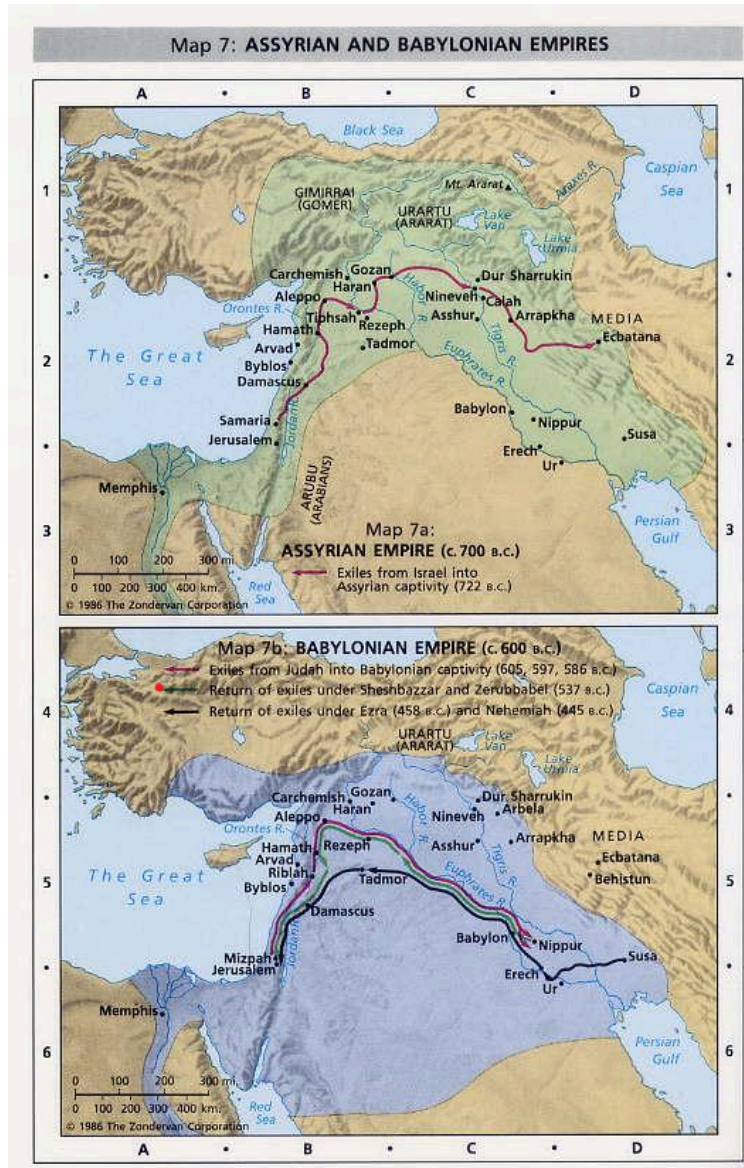 Map 7: ASSYRIAN AND BABYLONIAN EMPIRES
A • B • C • D
Black Sea
Caspian
Sea
Mt. Ararat
Araxes R.
1
1
GIMIRRAI
(GOMER)
URARTU
(ARARAT)
Lake
Van
Lake
Urmia
Carchemish
Gozan
Haran
Dur Sharrukin
Aleppo
Habor R.
Nineveh
Calah
Orontes R.
Tiphsah
Rezeph
Asshur
Arrapkha
MEDIA
Hamath
Ecbatana
Arvad
Tadmor
Tigris R.
The Great
Sea
2
2
Byblos
Euphrates R.
Damascus
Babylon
Samaria
Nippur
Jordan R.
Jerusalem
Susa
Erech
Ur
Memphis
ARUBU
(ARABIANS)
Persian
Gulf
3
3
Map 7a:
ASSYRIAN EMPIRE (c. 700 B.C.)
Exiles from Israel into
Assyrian captivity (722 B.C.)
0 100 200 300 mi.
0 100 200 300 400 km.
Red
Sea
© 1986 The Zondervan Corporation
Map 7b: BABYLONIAN EMPIRE (c. 600 B.C.)
Exiles from Judah into Babylonian captivity (605, 597, 586 B.C.)
Return of exiles under Sheshbazzar and Zerubbabel (537 B.C.)
Return of exiles under Ezra (458 B.C.) and Nehemiah (445 B.C.)
Caspian
Sea
4
4
URARTU
(ARARAT)
Lake
Van
Lake
Urmia
Carchemish
Gozan
Haran
Dur Sharrukin
Arbela
Aleppo
Habor R.
Nineveh
Orontes R.
Hamath
Rezeph
Asshur
Arrapkha
MEDIA
Arvad
Riblah
Tigris R.
Ecbatana
Behistun
The Great
Sea
5
5
Byblos
Tadmor
Euphrates R.
Damascus
Babylon
Nippur
Jordan R.
Mizpah
Jerusalem
Susa
Erech
Ur
Memphis
Persian
Gulf
6
6
0 100 200 300 mi.
0 100 200 300 400 km.
Red
Sea
© 1986 The Zondervan Corporation
A • B • C • D